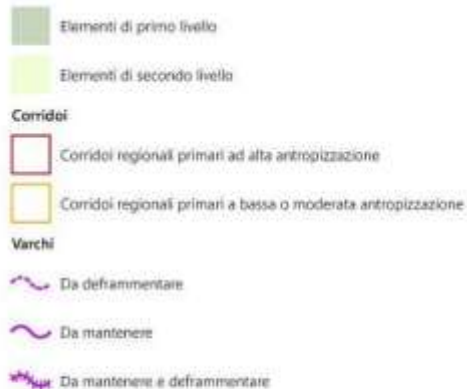 Elementi di primo livello
Elementi di secondo livello
Corridoi
Corridoi regionali primari ad alta antropizzazione
Corridoi regionali primari a bassa o moderata antropizzazione
Varchi
Da deframmentare
Da mantenere
Da mantenere e deframmentare